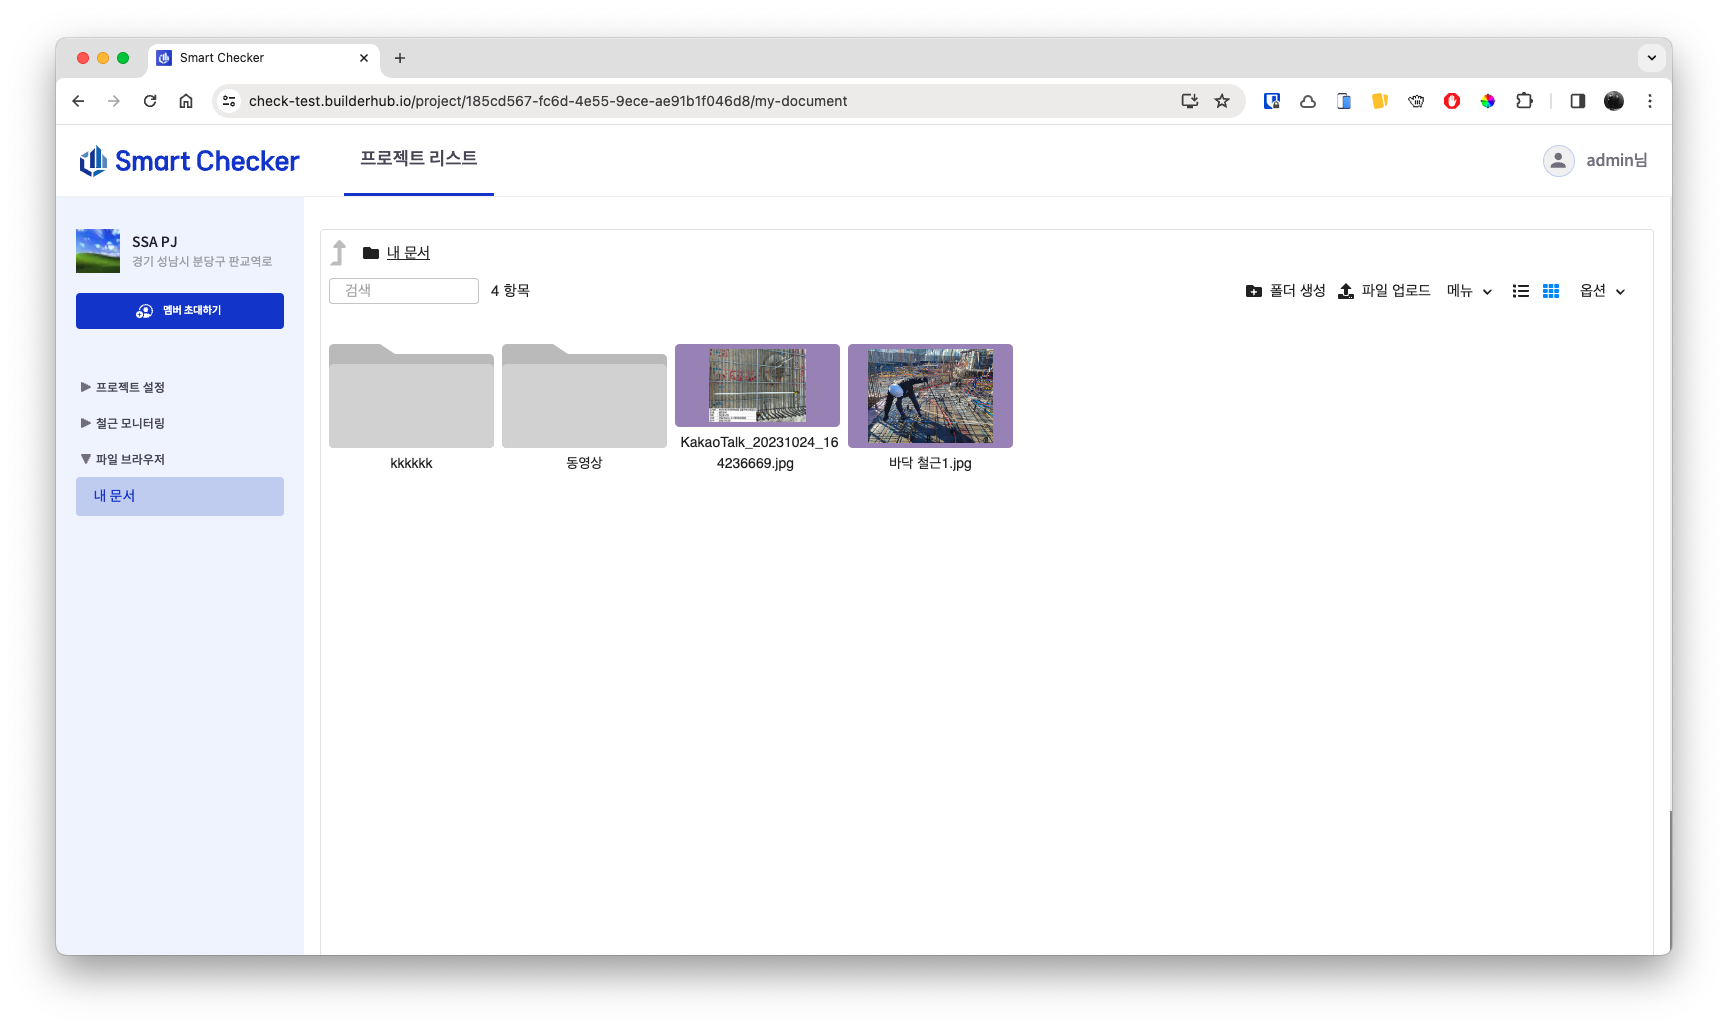 Smart Checker
check-test.builderhub.io/project/185cd567-fc6d-4e55-9ece-ae91b1f046d8/my-document
Smart Checker
프로젝트 리스트
admin님
SSA PJ
경기 성남시 분당구 판교역로
멤버 초대하기
프로젝트 설정
철근 모니터링
파일 브라우저
내 문서
내 문서
검색
4 항목
폴더 생성
파일 업로드
메뉴
옵션
kkkkkk
동영상
KakaoTalk_20231024_16
4236669.jpg
바닥 철근1.jpg